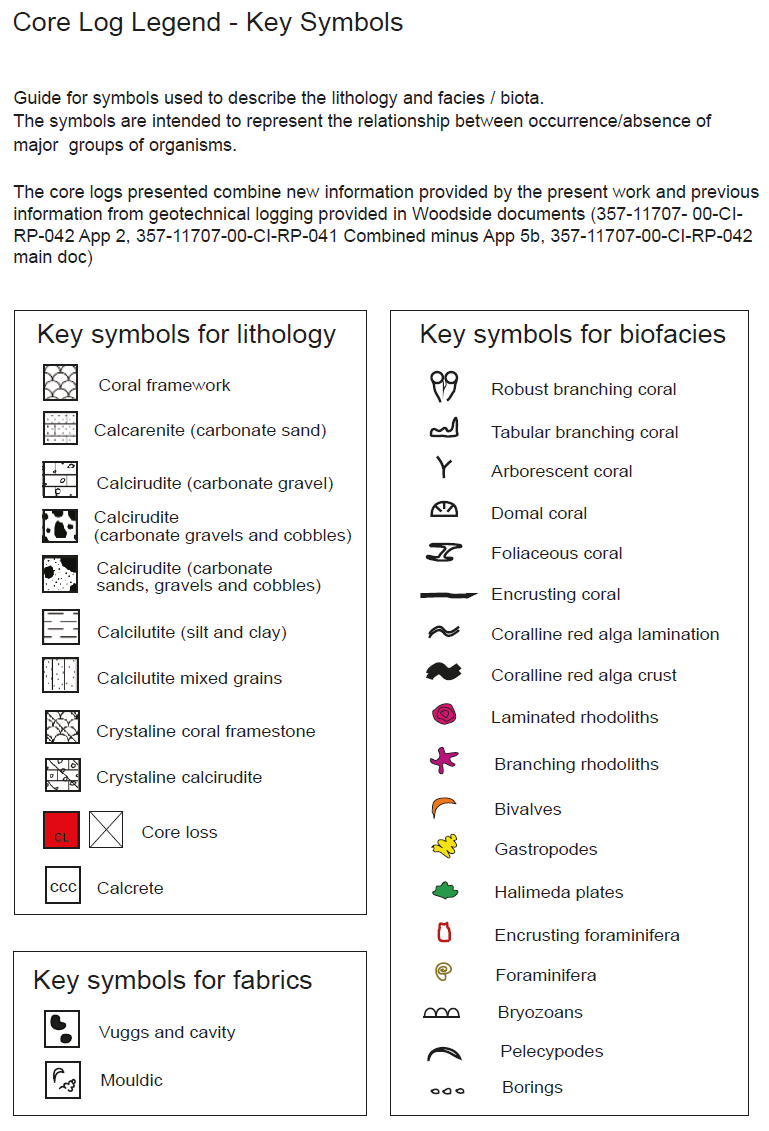 Core Log Legend - Key Symbols
Guide for symbols used to describe the lithology and facies / biota.
The symbols are intended to represent the relationship between occurrence/absence of
major groups of organisms.
The core logs presented combine new information provided by the present work and previous
information from geotechnical logging provided in Woodside documents (357-11707- 00-CI-
RP-042 App 2, 357-11707-00-CI-RP-041 Combined minus App 5b, 357-11707-00-CI-RP-042
main doc)
Key symbols for lithology
Coral framework
Calcarenite (carbonate sand)
Calcirudite (carbonate gravel)
Calcirudite
(carbonate gravels and cobbles)
Calcirudite (carbonate
sands, gravels and cobbles)
Calcilutite (silt and clay)
Calcilutite mixed grains
Crystaline coral framestone
Crystaline calcirudite
CL Core loss
CCC Calcrete
Key symbols for fabrics
Vuggs and cavity
Mouldic
Key symbols for biofacies
Robust branching coral
Tabular branching coral
Arborescent coral
Domal coral
Foliaceous coral
Encrusting coral
Coralline red alga lamination
Coralline red alga crust
Laminated rhodoliths
Branching rhodoliths
Bivalves
Gastropodes
Halimeda plates
Encrusting foraminifera
Foraminifera
Bryozoans
Pelecypodes
Borings